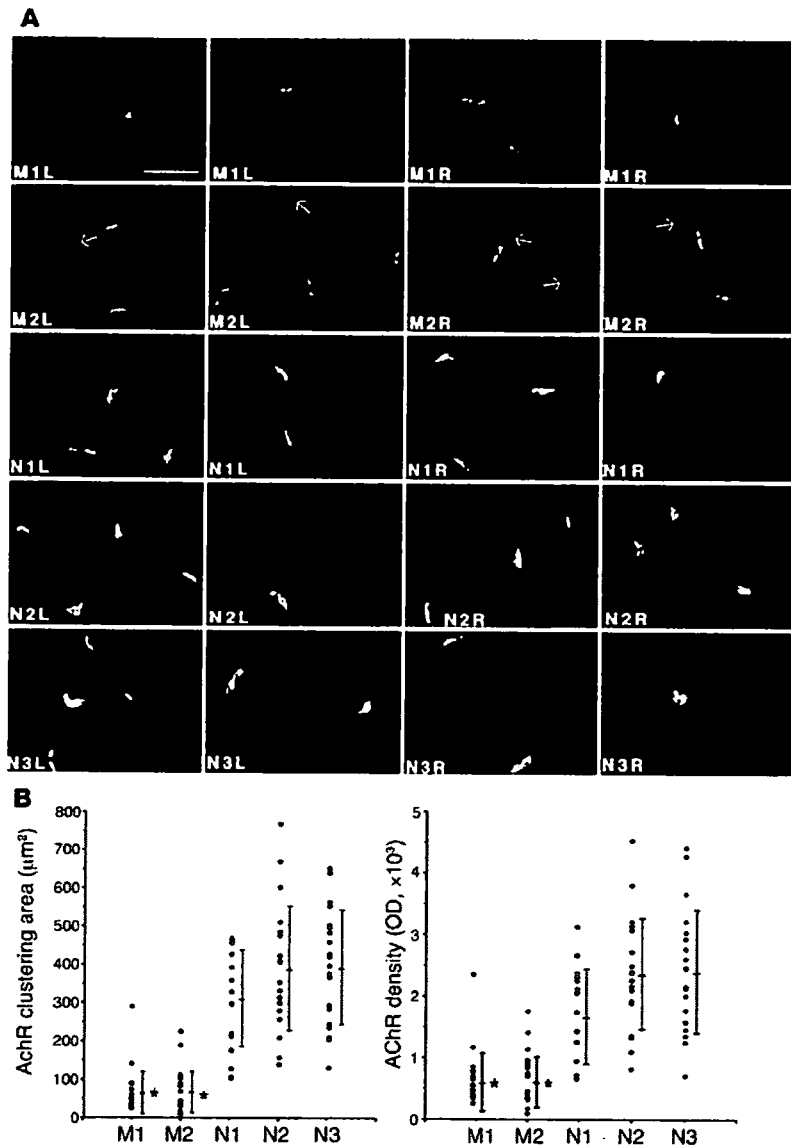 A
M1L M1L M1R M1R
M2L M2L M2R M2R
N1L N1L N1R N1R
N2L N2L N2R N2R
N3L N3L N3R N3R
B
AchR clustering area (µm²)
800
700
600
500
400
300
200
100
0
M1 M2 N1 N2 N3
* *
AChR density (OD, ×10³)
5
4
3
2
1
0
M1 M2 N1 N2 N3
* *